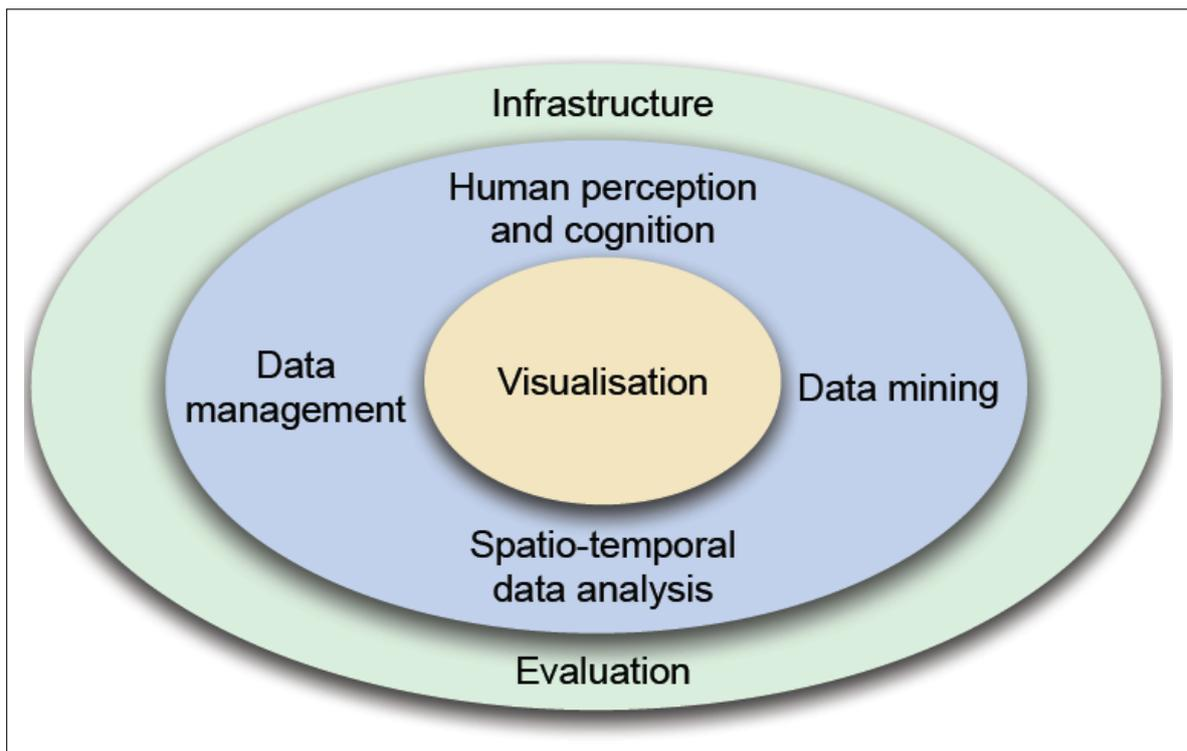 Infrastructure
Human perception
and cognition
Data
management
Visualisation
Data mining
Spatio-temporal
data analysis
Evaluation